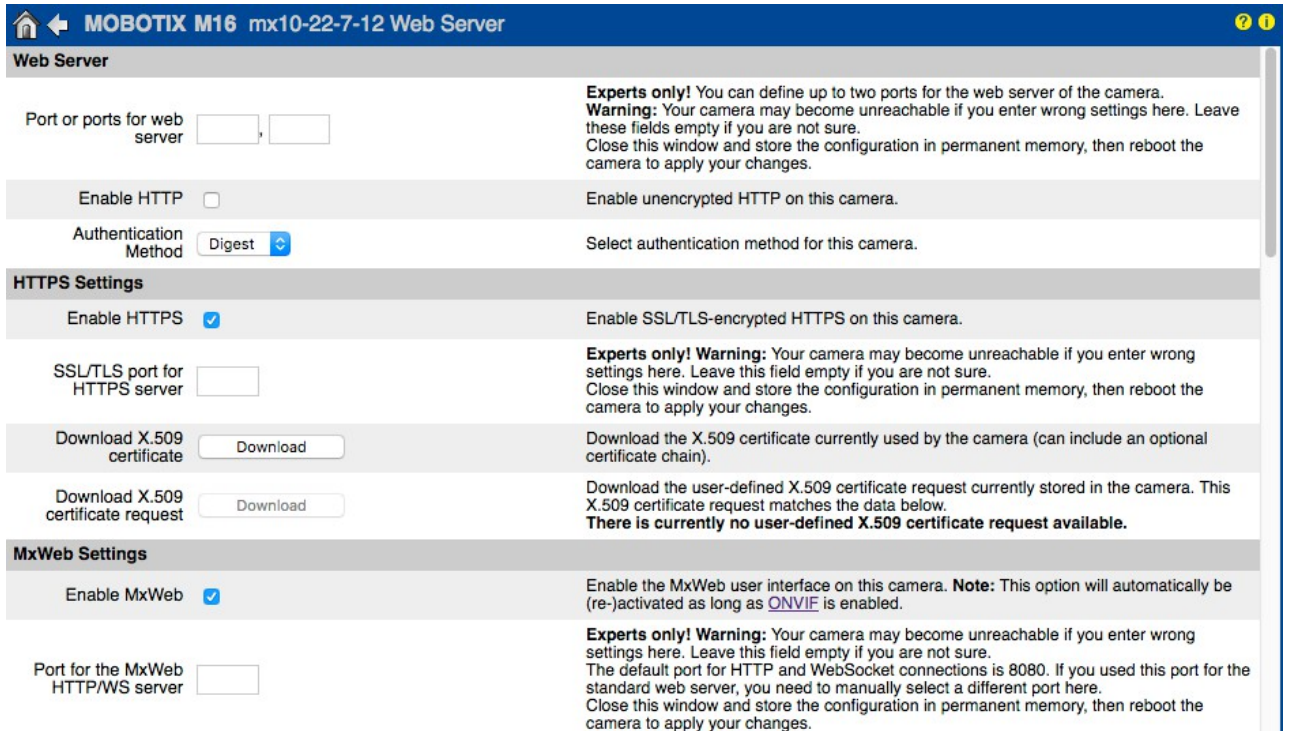 MOBOTIX M16 mx10-22-7-12 Web Server
Web Server
Port or ports for web
server
,
Experts only! You can define up to two ports for the web server of the camera.
Warning: Your camera may become unreachable if you enter wrong settings here. Leave
these fields empty if you are not sure.
Close this window and store the configuration in permanent memory, then reboot the
camera to apply your changes.
Enable HTTP
Enable unencrypted HTTP on this camera.
Authentication
Method
Digest
Select authentication method for this camera.
HTTPS Settings
Enable HTTPS
Enable SSL/TLS-encrypted HTTPS on this camera.
SSL/TLS port for
HTTPS server
Experts only! Warning: Your camera may become unreachable if you enter wrong
settings here. Leave this field empty if you are not sure.
Close this window and store the configuration in permanent memory, then reboot the
camera to apply your changes.
Download X.509
certificate
Download
Download the X.509 certificate currently used by the camera (can include an optional
certificate chain).
Download X.509
certificate request
Download
Download the user-defined X.509 certificate request currently stored in the camera. This
X.509 certificate request matches the data below.
There is currently no user-defined X.509 certificate request available.
MxWeb Settings
Enable MxWeb
Enable the MxWeb user interface on this camera. Note: This option will automatically be
(re-)activated as long as ONVIF is enabled.
Port for the MxWeb
HTTP/WS server
Experts only! Warning: Your camera may become unreachable if you enter wrong
settings here. Leave this field empty if you are not sure.
The default port for HTTP and WebSocket connections is 8080. If you used this port for the
standard web server, you need to manually select a different port here.
Close this window and store the configuration in permanent memory, then reboot the
camera to apply your changes.